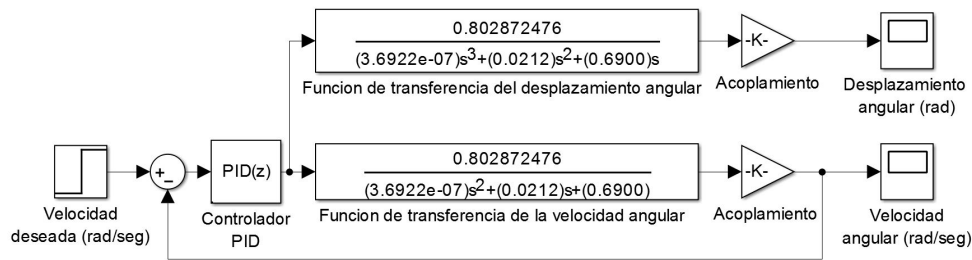 0.802872476
(3.6922e-07)s³+(0.0212)s²+(0.6900)s
Funcion de transferencia del desplazamiento angular
-K-
Acoplamiento
Desplazamiento
angular (rad)
Velocidad
deseada (rad/seg)
+
−
PID(z)
Controlador
PID
0.802872476
(3.6922e-07)s²+(0.0212)s+(0.6900)
Funcion de transferencia de la velocidad angular
-K-
Acoplamiento
Velocidad
angular (rad/seg)